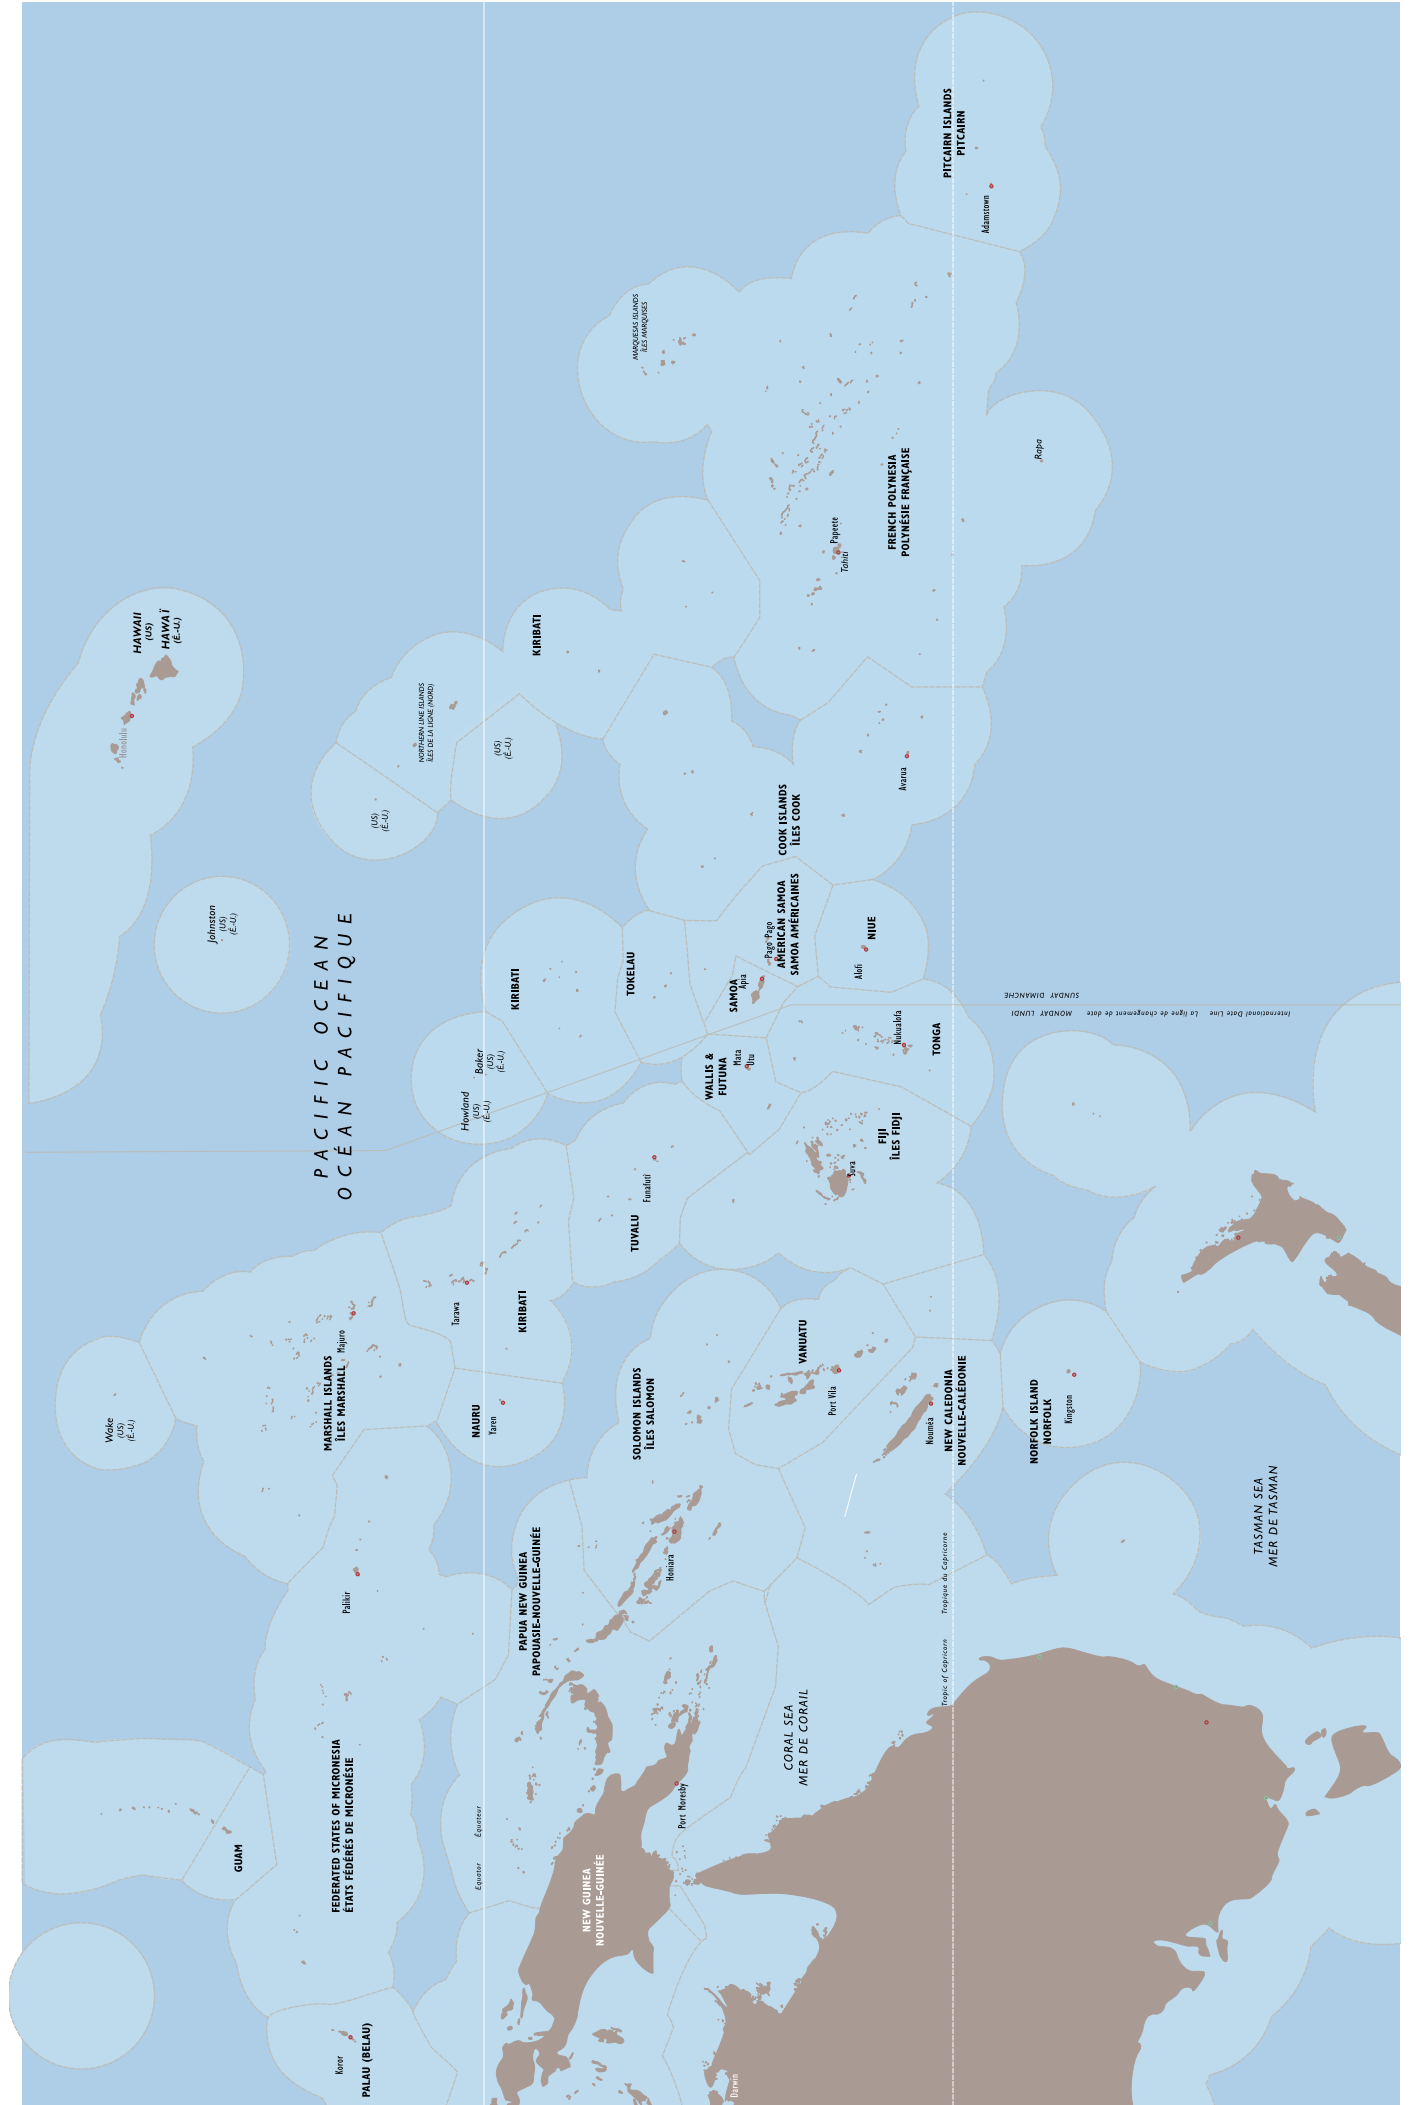 HAWAII
(US)
HAWAÏ
(É.-U.)
Honolulu
Johnston
(US)
(É.-U.)
Wake
(US)
(É.-U.)
PACIFIC OCEAN
OCÉAN PACIFIQUE
NORTHERN LINE ISLANDS
ÎLES DE LA LIGNE (NORD)
(US)
(É.-U.)
(US)
(É.-U.)
KIRIBATI
MARQUESAS ISLANDS
ÎLES MARQUISES
PITCAIRN ISLANDS
PITCAIRN
Adamstown
FRENCH POLYNESIA
POLYNÉSIE FRANÇAISE
Papeete
Tahiti
Rapa
COOK ISLANDS
ÎLES COOK
Avarua
Pago Pago
AMERICAN SAMOA
SAMOA AMÉRICAINES
NIUE
Alofi
SAMOA
Apia
TOKELAU
KIRIBATI
Baker
(US)
(É.-U.)
Howland
(US)
(É.-U.)
WALLIS &
FUTUNA
Mata
Utu
TONGA
Nukualofa
SUNDAY DIMANCHE
MONDAY LUNDI
International Date Line La ligne de changement de date
FIJI
ÎLES FIDJI
Suva
TUVALU
Funafuti
KIRIBATI
Tarawa
MARSHALL ISLANDS
ÎLES MARSHALL
Majuro
NAURU
Yaren
SOLOMON ISLANDS
ÎLES SALOMON
Honiara
VANUATU
Port Vila
NEW CALEDONIA
NOUVELLE-CALÉDONIE
Nouméa
NORFOLK ISLAND
NORFOLK
Kingston
TASMAN SEA
MER DE TASMAN
Tropic of Capricorn
Tropique du Capricorne
CORAL SEA
MER DE CORAIL
PAPUA NEW GUINEA
PAPOUASIE-NOUVELLE-GUINÉE
Port Moresby
NEW GUINEA
NOUVELLE-GUINÉE
Equator
Équateur
FEDERATED STATES OF MICRONESIA
ÉTATS FÉDÉRÉS DE MICRONÉSIE
Palikir
GUAM
PALAU (BELAU)
Koror
Darwin